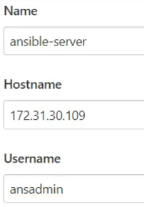 Name
ansible-server
Hostname
172.31.30.109
Username
ansadmin